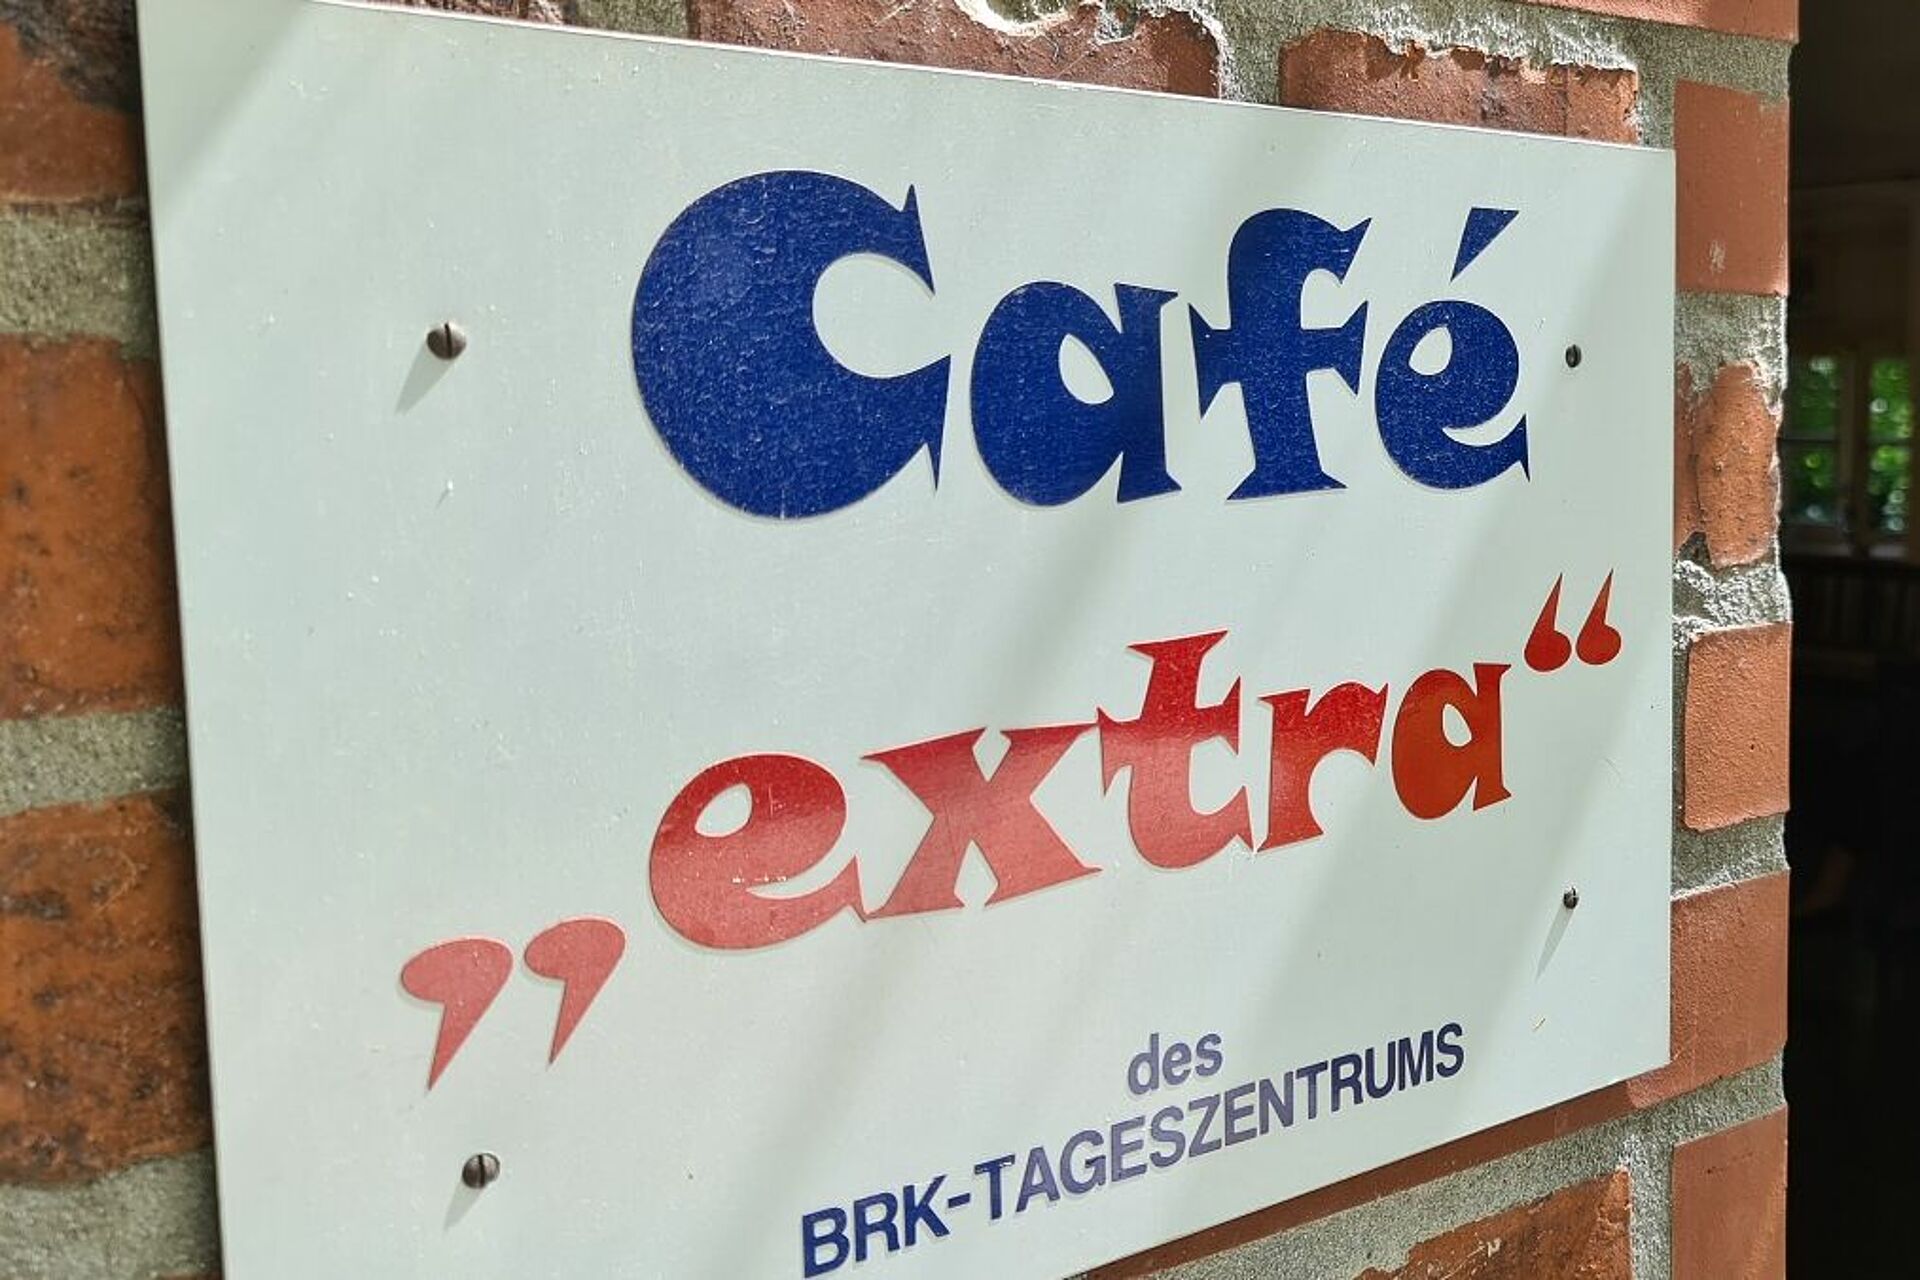 Café
„extra“
des
BRK-TAGESZENTRUMS